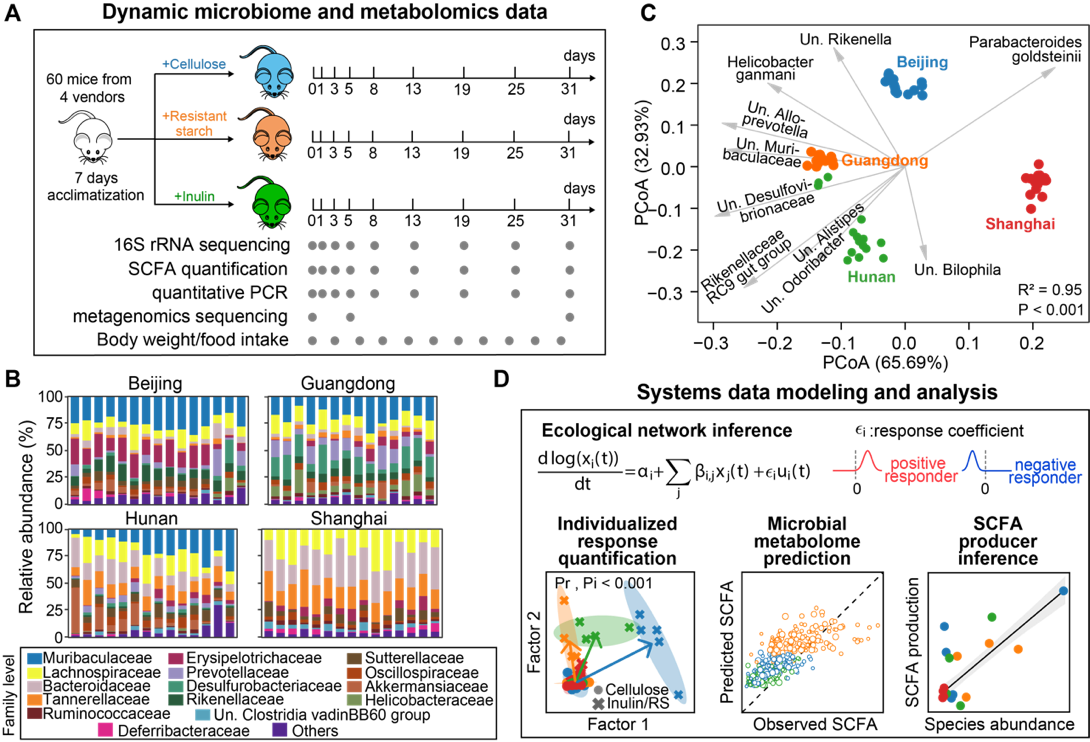 A
Dynamic microbiome and metabolomics data
60 mice from
4 vendors
7 days
acclimatization
+Cellulose
days
01 3 5 8 13 19 25 31
+Resistant
starch
days
01 3 5 8 13 19 25 31
+Inulin
days
01 3 5 8 13 19 25 31
16S rRNA sequencing
SCFA quantification
quantitative PCR
metagenomics sequencing
Body weight/food intake
B
Relative abundance (%)
Beijing
Guangdong
100
75
50
25
0
Hunan
Shanghai
100
75
50
25
0
Family level
Muribaculaceae
Lachnospiraceae
Bacteroidaceae
Tannerellaceae
Ruminococcaceae
Erysipelotrichaceae
Prevotellaceae
Desulfurobacteriaceae
Rikenellaceae
Un. Clostridia vadinBB60 group
Sutterellaceae
Oscillospiraceae
Akkermansiaceae
Helicobacteraceae
Deferribacteraceae
Others
C
PCoA (32.93%)
0.3
0.2
0.1
0.0
−0.1
−0.2
−0.3
Un. Rikenella
Parabacteroides
goldsteinii
Helicobacter
ganmani
Beijing
Un. Allo-
prevotella
Un. Muri-
baculaceae
Guangdong
Un. Desulfovi-
brionaceae
Shanghai
Rikenellaceae
RC9 gut group
Un. Alistipes
Un. Odoribacter
Hunan
Un. Bilophila
R² = 0.95
P < 0.001
−0.3 −0.2 −0.1 0.0 0.1 0.2
PCoA (65.69%)
D
Systems data modeling and analysis
Ecological network inference
d log(xi(t))
dt
=αi+∑ βi,jxj(t) +ϵiui(t)
j
ϵi :response coefficient
positive
responder
0
negative
responder
0
Individualized
response
quantification
Pr , Pi < 0.001
Factor 2
Cellulose
Inulin/RS
Factor 1
Microbial
metabolome
prediction
Predicted SCFA
Observed SCFA
SCFA
producer
inference
SCFA production
Species abundance